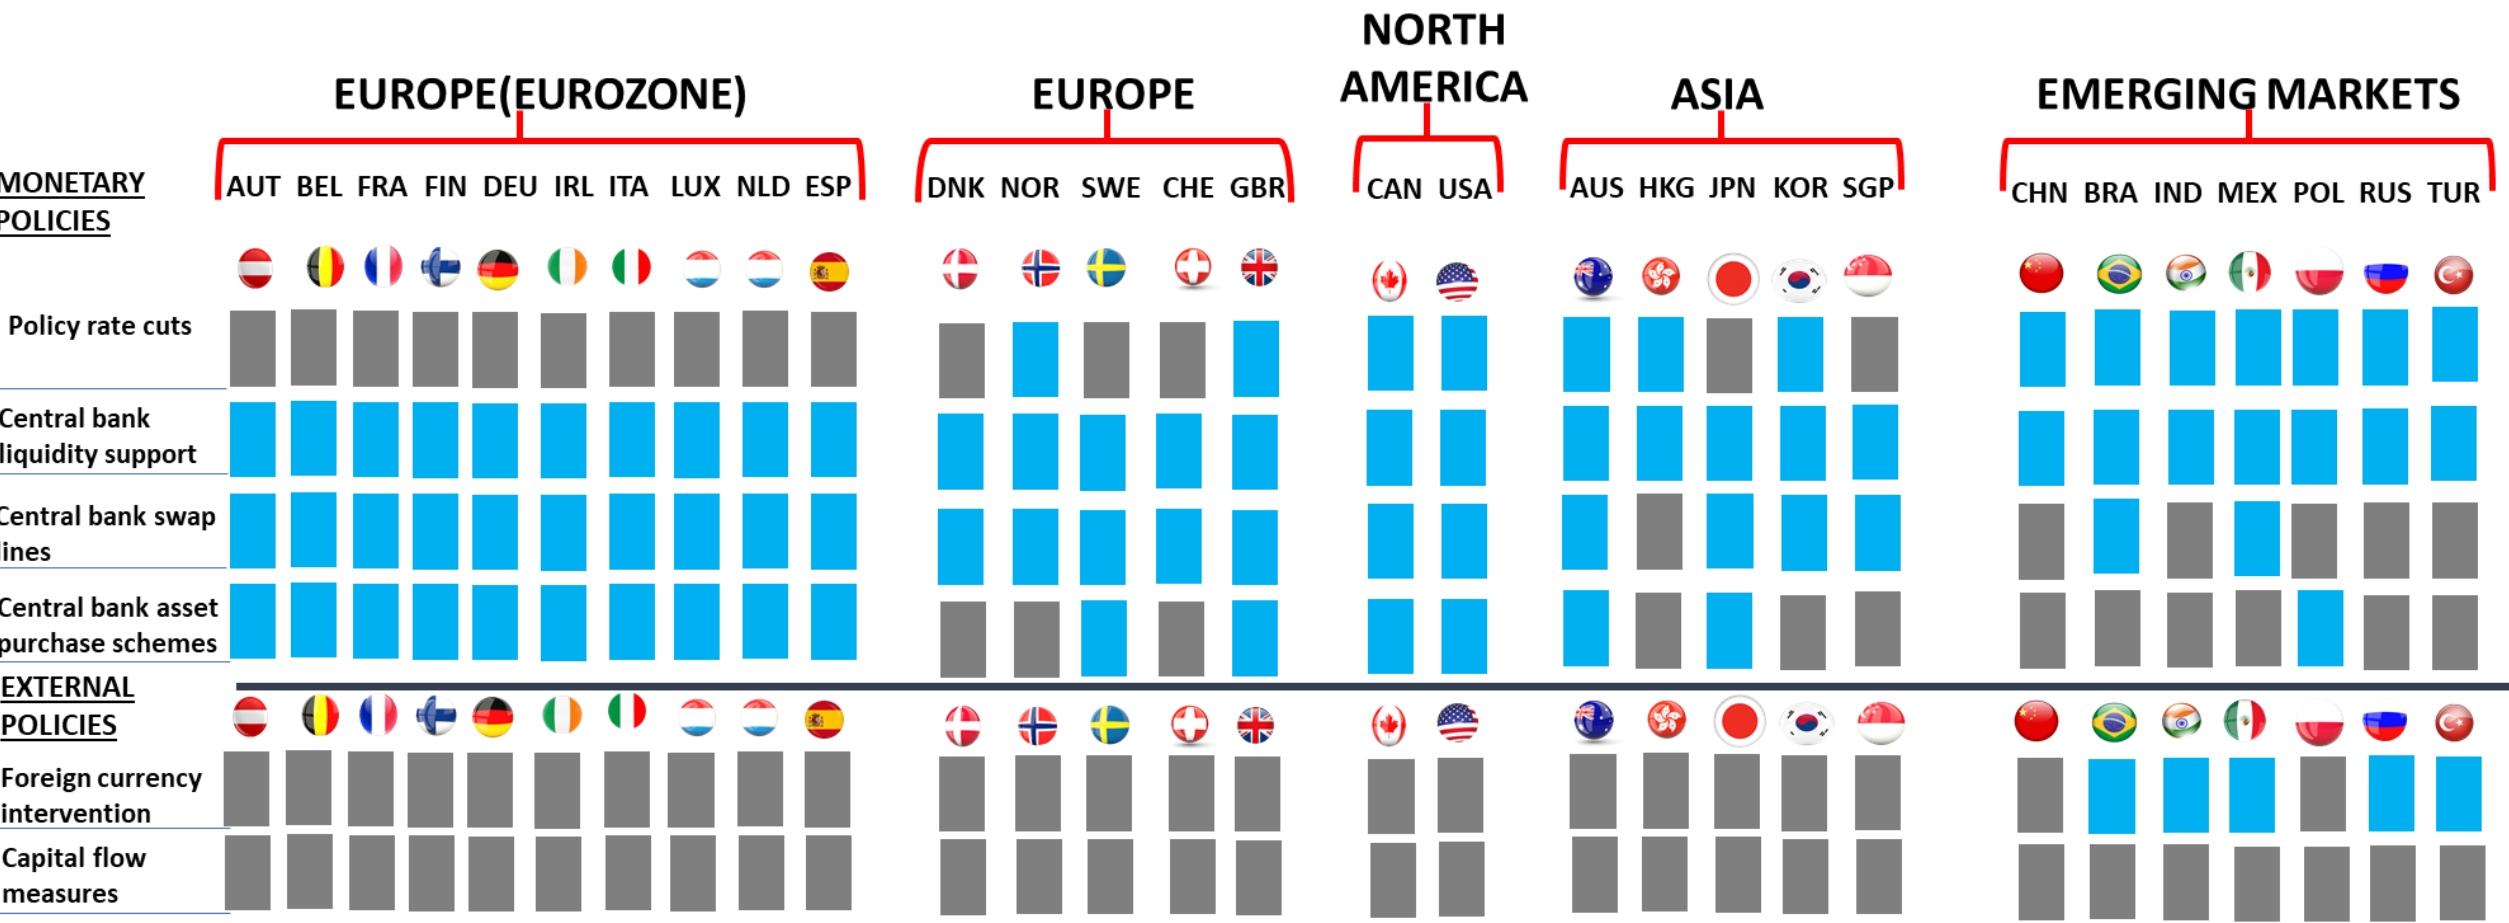 NORTH
AMERICA
EUROPE(EUROZONE)
EUROPE
ASIA
EMERGING MARKETS
MONETARY
POLICIES
AUT BEL FRA FIN DEU IRL ITA LUX NLD ESP
DNK NOR SWE CHE GBR
CAN USA
AUS HKG JPN KOR SGP
CHN BRA IND MEX POL RUS TUR
Policy rate cuts
Central bank
liquidity support
Central bank swap
lines
Central bank asset
purchase schemes
EXTERNAL
POLICIES
Foreign currency
intervention
Capital flow
measures